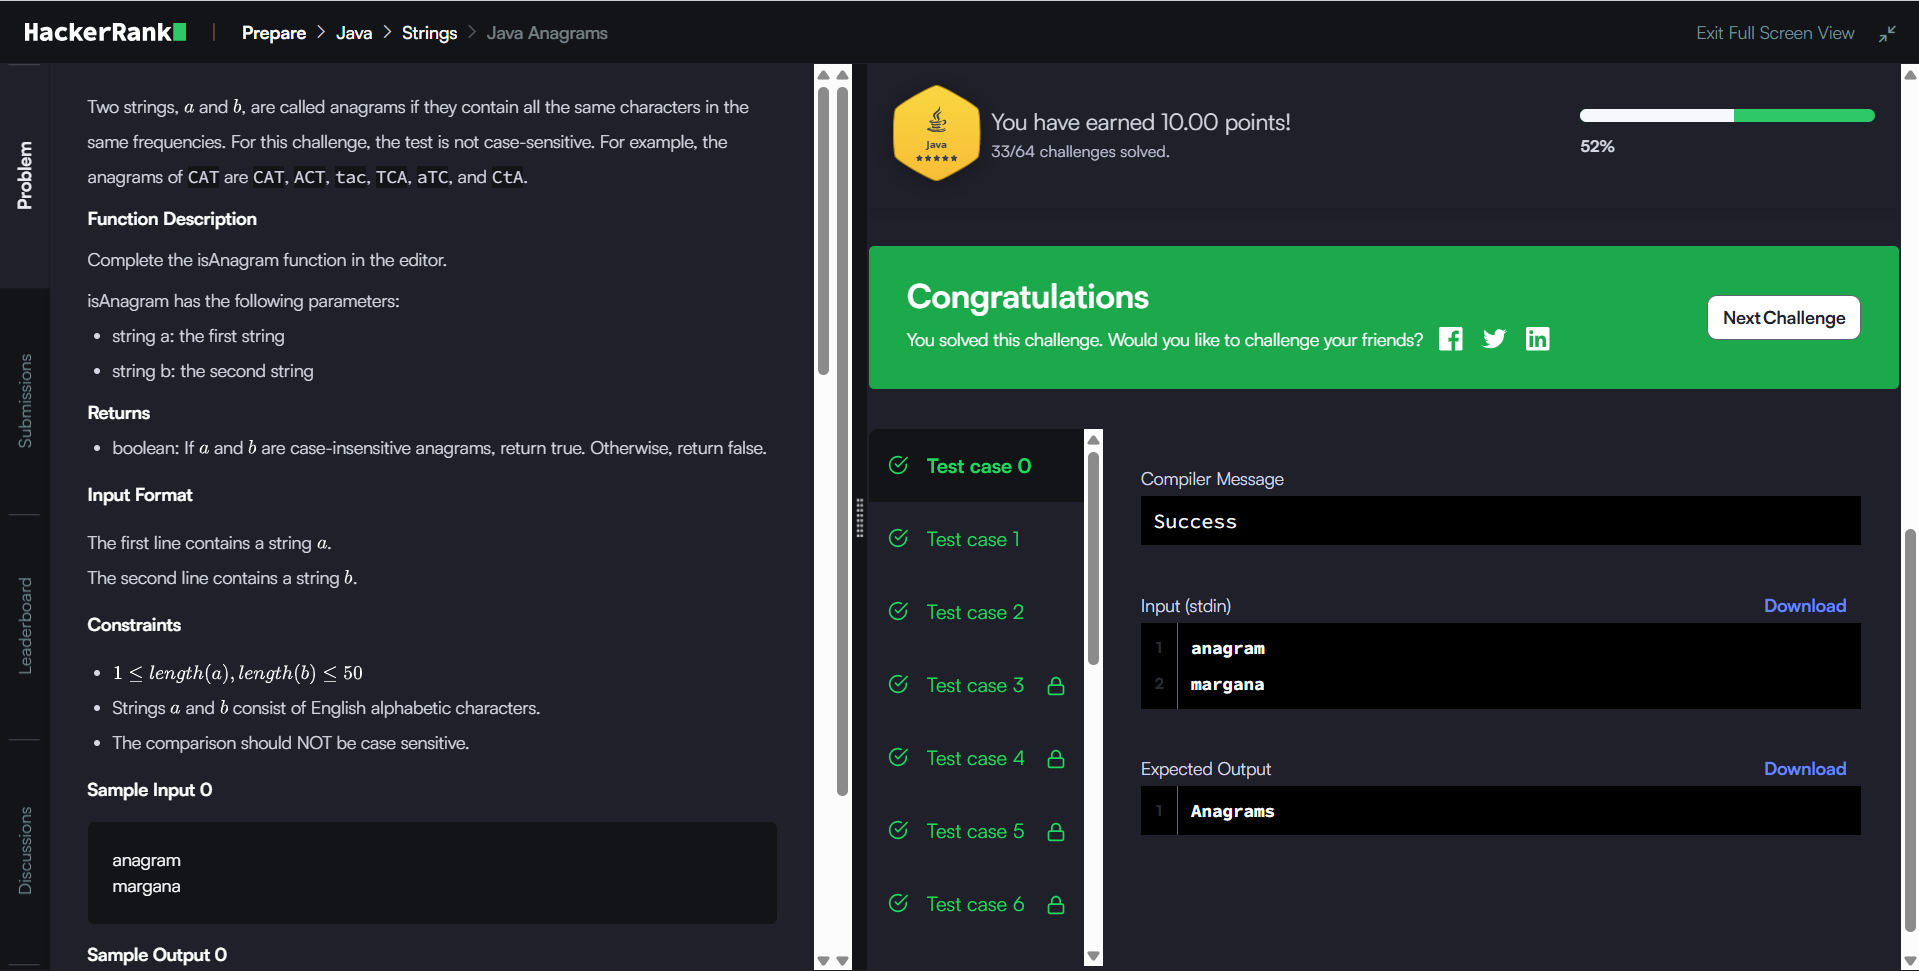 HackerRank
Prepare > Java > Strings > Java Anagrams
Exit Full Screen View
Problem
Submissions
Leaderboard
Discussions
Two strings, a and b, are called anagrams if they contain all the same characters in the
same frequencies. For this challenge, the test is not case-sensitive. For example, the
anagrams of CAT are CAT, ACT, tac, TCA, aTC, and CtA.
Function Description
Complete the isAnagram function in the editor.
isAnagram has the following parameters:
• string a: the first string
• string b: the second string
Returns
• boolean: If a and b are case-insensitive anagrams, return true. Otherwise, return false.
Input Format
The first line contains a string a.
The second line contains a string b.
Constraints
• 1 ≤ length(a), length(b) ≤ 50
• Strings a and b consist of English alphabetic characters.
• The comparison should NOT be case sensitive.
Sample Input 0
anagram
margana
Sample Output 0
Java
You have earned 10.00 points!
33/64 challenges solved.
52%
Congratulations
You solved this challenge. Would you like to challenge your friends?
Next Challenge
Test case 0
Test case 1
Test case 2
Test case 3
Test case 4
Test case 5
Test case 6
Compiler Message
Success
Input (stdin)
Download
1 anagram
2 margana
Expected Output
Download
1 Anagrams